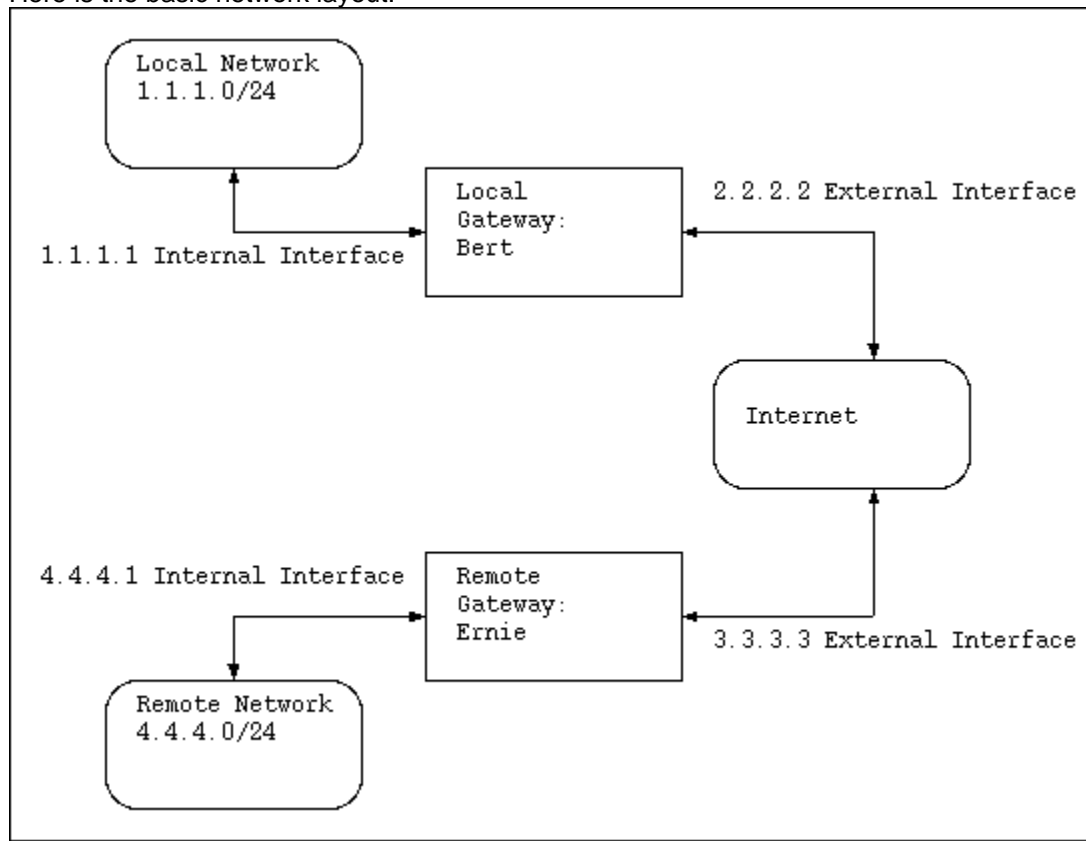 Here is the basic network layout.
Local Network
1.1.1.0/24
Local
Gateway:
Bert
2.2.2.2 External Interface
1.1.1.1 Internal Interface
Internet
4.4.4.1 Internal Interface
Remote
Gateway:
Ernie
3.3.3.3 External Interface
Remote Network
4.4.4.0/24